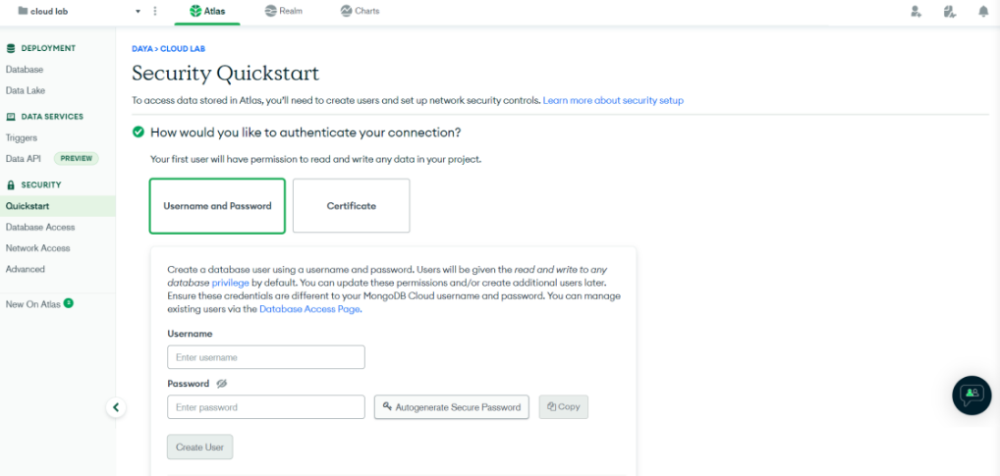 cloud lab
Atlas
Realm
Charts
DEPLOYMENT
Database
Data Lake
DATA SERVICES
Triggers
Data API PREVIEW
SECURITY
Quickstart
Database Access
Network Access
Advanced
New On Atlas
DAYA > CLOUD LAB
Security Quickstart
To access data stored in Atlas, you'll need to create users and set up network security controls. Learn more about security setup
How would you like to authenticate your connection?
Your first user will have permission to read and write any data in your project.
Username and Password
Certificate
Create a database user using a username and password. Users will be given the read and write to any
database privilege by default. You can update these permissions and/or create additional users later.
Ensure these credentials are different to your MongoDB Cloud username and password. You can manage
existing users via the Database Access Page.
Username
Enter username
Password
Enter password
Autogenerate Secure Password
Copy
Create User